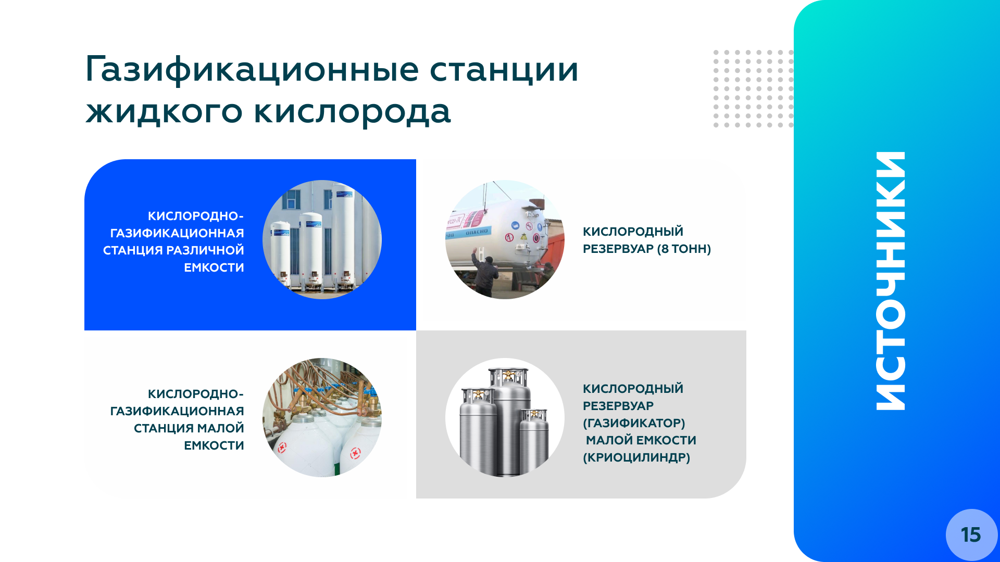 Газификационные станции
жидкого кислорода
КИСЛОРОДНО-
ГАЗИФИКАЦИОННАЯ
СТАНЦИЯ РАЗЛИЧНОЙ
ЕМКОСТИ
ОПАСНО
КИСЛОРОДНЫЙ
РЕЗЕРВУАР (8 ТОНН)
КИСЛОРОДНО-
ГАЗИФИКАЦИОННАЯ
СТАНЦИЯ МАЛОЙ
ЕМКОСТИ
КИСЛОРОДНЫЙ
РЕЗЕРВУАР
(ГАЗИФИКАТОР)
МАЛОЙ ЕМКОСТИ
(КРИОЦИЛИНДР)
ИСТОЧНИКИ
15